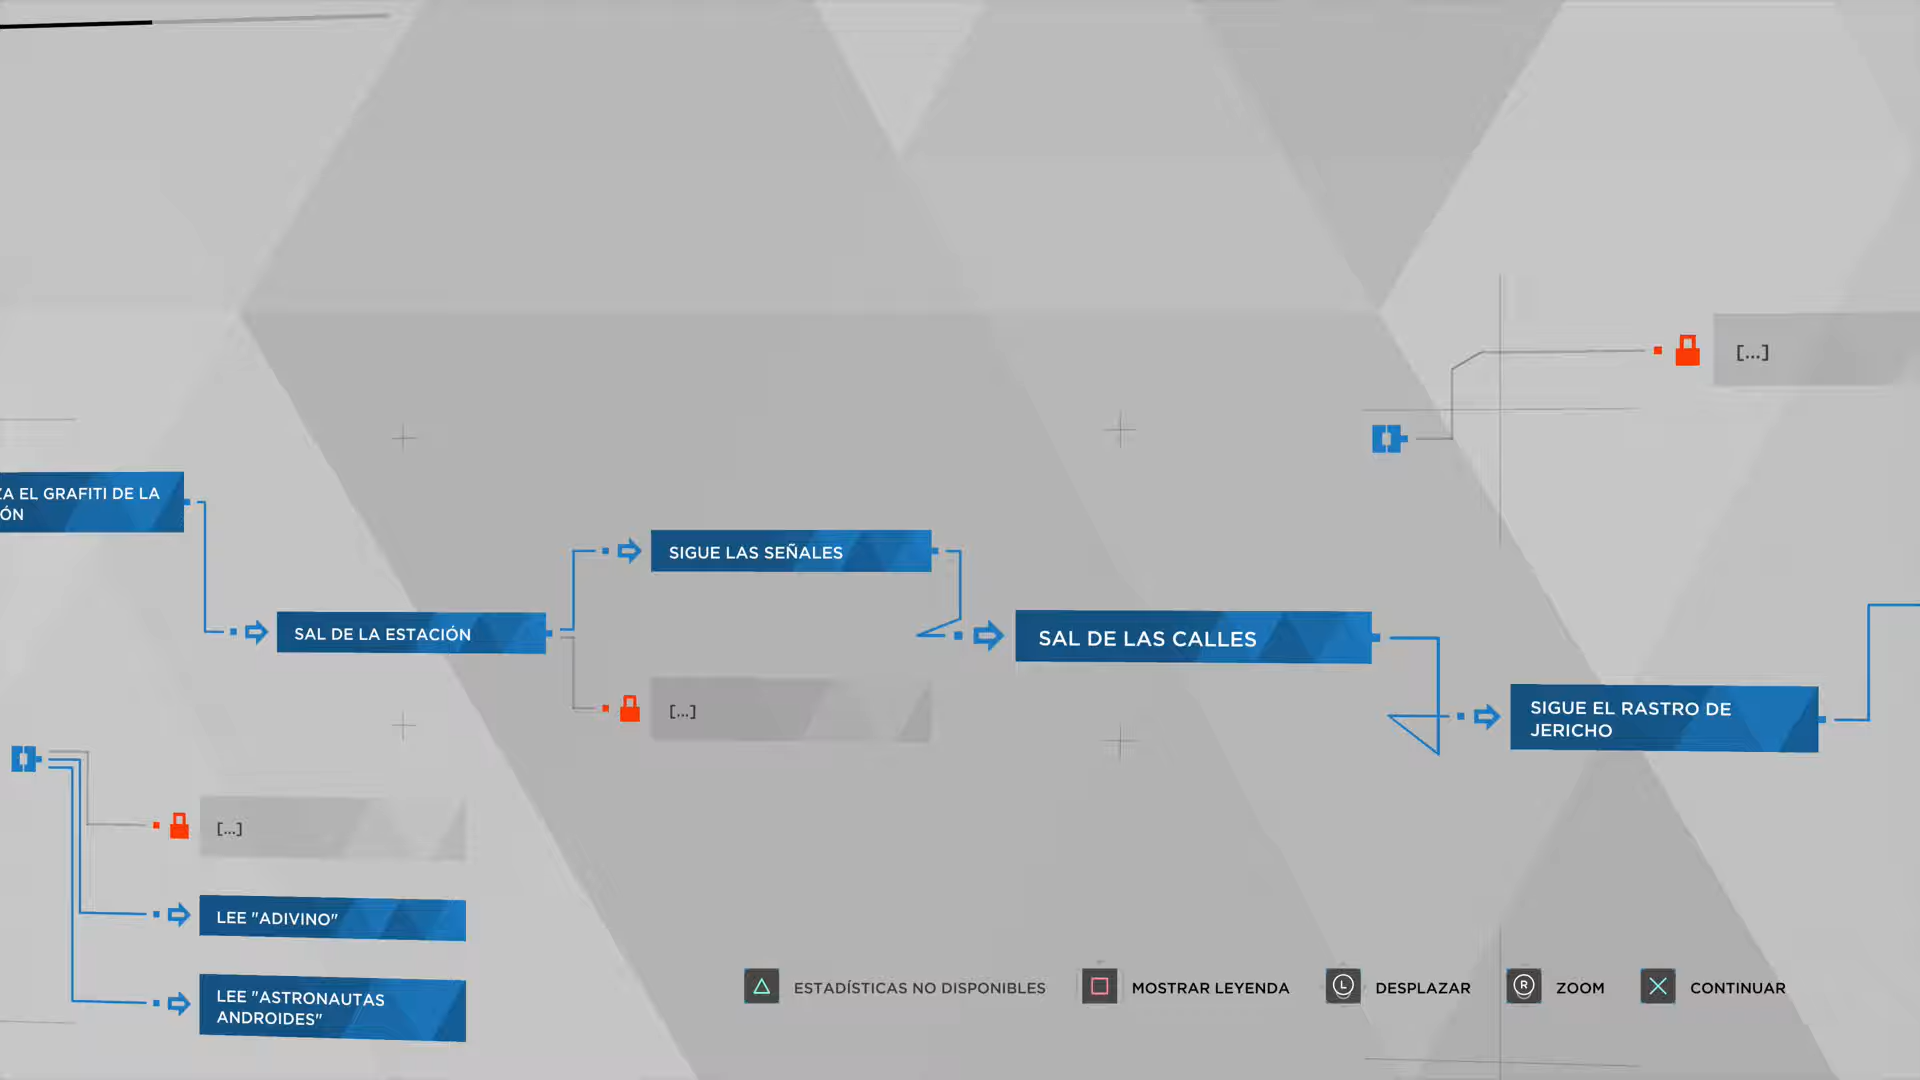 [...]
ZA EL GRAFITI DE LA
ÓN
SIGUE LAS SEÑALES
SAL DE LA ESTACIÓN
SAL DE LAS CALLES
[...]
SIGUE EL RASTRO DE
JERICHO
[...]
LEE "ADIVINO"
LEE "ASTRONAUTAS
ANDROIDES"
ESTADÍSTICAS NO DISPONIBLES
MOSTRAR LEYENDA
L
DESPLAZAR
R
ZOOM
CONTINUAR